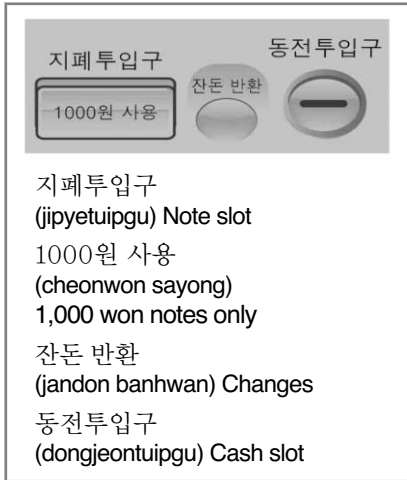 지폐투입구
동전투입구
잔돈 반환
1000원 사용
지폐투입구
(jipyetuipgu) Note slot
1000원 사용
(cheonwon sayong)
1,000 won notes only
잔돈 반환
(jandon banhwan) Changes
동전투입구
(dongjeontuipgu) Cash slot